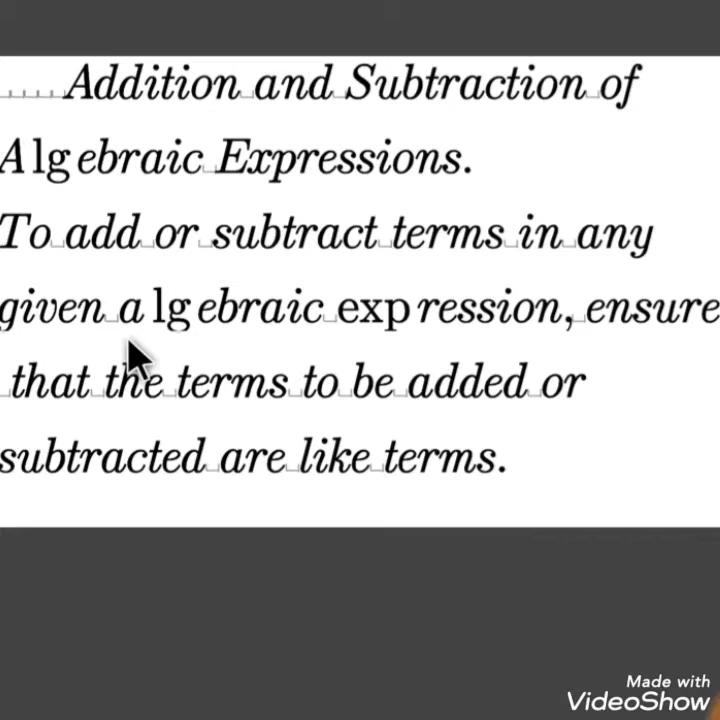 Addition and Subtraction of
Algebraic Expressions.
To add or subtract terms in any
given algebraic expression, ensure
that the terms to be added or
subtracted are like terms.
Made with
VideoShow